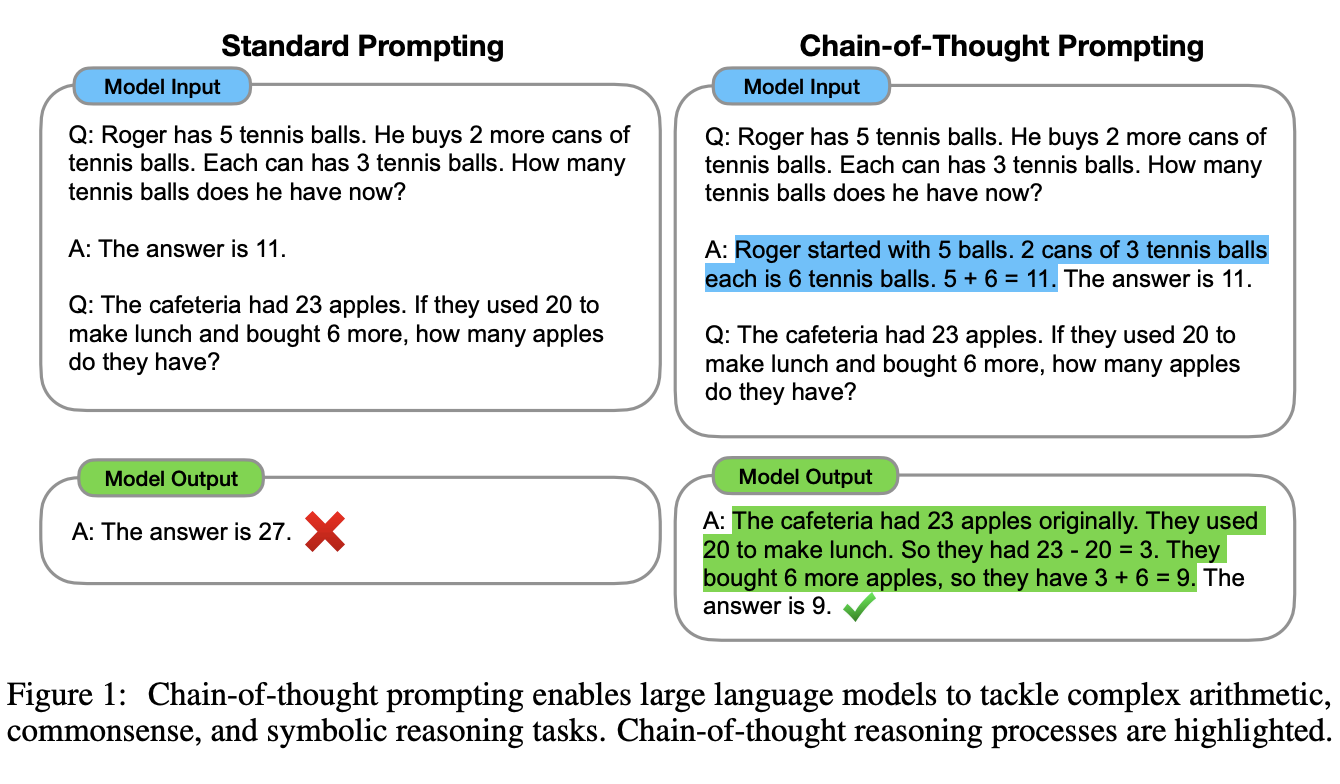 Standard Prompting
Model Input
Q: Roger has 5 tennis balls. He buys 2 more cans of
tennis balls. Each can has 3 tennis balls. How many
tennis balls does he have now?
A: The answer is 11.
Q: The cafeteria had 23 apples. If they used 20 to
make lunch and bought 6 more, how many apples
do they have?
Model Output
A: The answer is 27.
Chain-of-Thought Prompting
Model Input
Q: Roger has 5 tennis balls. He buys 2 more cans of
tennis balls. Each can has 3 tennis balls. How many
tennis balls does he have now?
A: Roger started with 5 balls. 2 cans of 3 tennis balls
each is 6 tennis balls. 5 + 6 = 11. The answer is 11.
Q: The cafeteria had 23 apples. If they used 20 to
make lunch and bought 6 more, how many apples
do they have?
Model Output
A: The cafeteria had 23 apples originally. They used
20 to make lunch. So they had 23 - 20 = 3. They
bought 6 more apples, so they have 3 + 6 = 9. The
answer is 9.
Figure 1: Chain-of-thought prompting enables large language models to tackle complex arithmetic,
commonsense, and symbolic reasoning tasks. Chain-of-thought reasoning processes are highlighted.